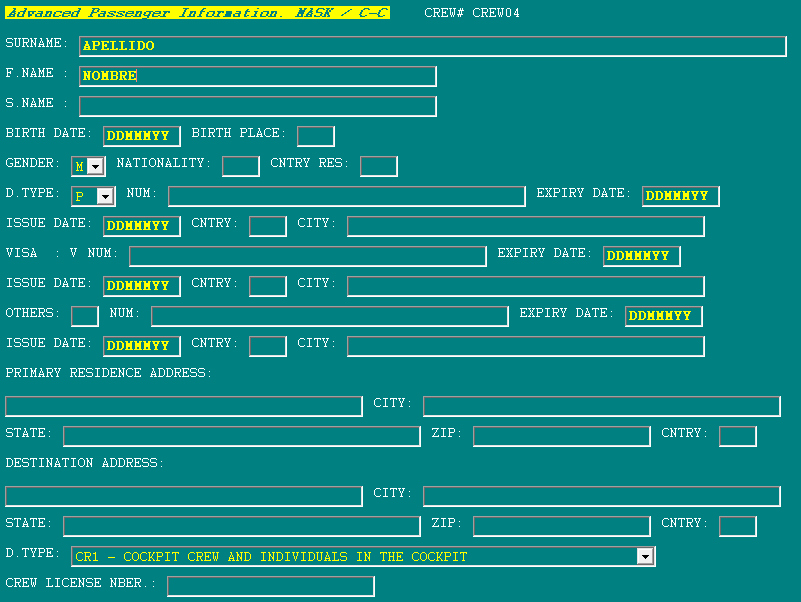 Advanced Passenger Information. MASK / C-C CREW# CREW04
SURNAME: APELLIDO
F.NAME : NOMBRE
S.NAME :
BIRTH DATE: DDMMMYY BIRTH PLACE:
GENDER: M NATIONALITY: CNTRY RES:
D.TYPE: P NUM: EXPIRY DATE: DDMMMYY
ISSUE DATE: DDMMMYY CNTRY: CITY:
VISA : V NUM: EXPIRY DATE: DDMMMYY
ISSUE DATE: DDMMMYY CNTRY: CITY:
OTHERS: NUM: EXPIRY DATE: DDMMMYY
ISSUE DATE: DDMMMYY CNTRY: CITY:
PRIMARY RESIDENCE ADDRESS:
CITY:
STATE: ZIP: CNTRY:
DESTINATION ADDRESS:
CITY:
STATE: ZIP: CNTRY:
D.TYPE: CR1 - COCKPIT CREW AND INDIVIDUALS IN THE COCKPIT
CREW LICENSE NBER.: